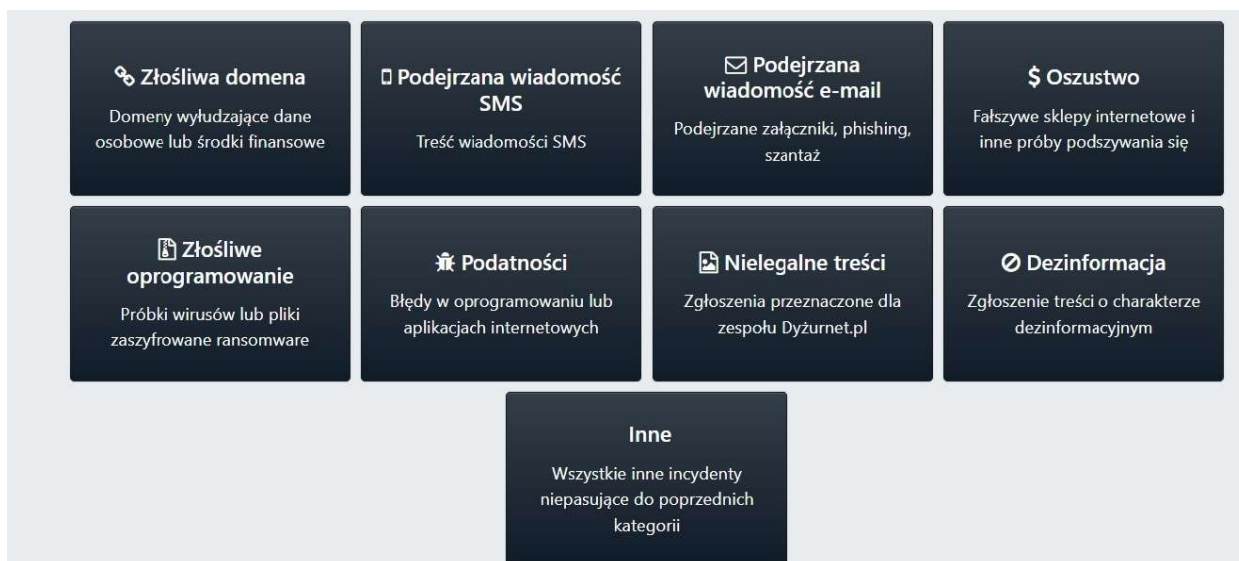 Złośliwa domena
Domeny wyłudzające dane
osobowe lub środki finansowe
Podejrzana wiadomość
SMS
Treść wiadomości SMS
Podejrzana
wiadomość e-mail
Podejrzane załączniki, phishing,
szantaż
$ Oszustwo
Fałszywe sklepy internetowe i
inne próby podszywania się
Złośliwe
oprogramowanie
Próbki wirusów lub pliki
zaszyfrowane ransomware
Podatności
Błędy w oprogramowaniu lub
aplikacjach internetowych
Nielegalne treści
Zgłoszenia przeznaczone dla
zespołu Dyżurnet.pl
Dezinformacja
Zgłoszenie treści o charakterze
dezinformacyjnym
Inne
Wszystkie inne incydenty
niepasujące do poprzednich
kategorii